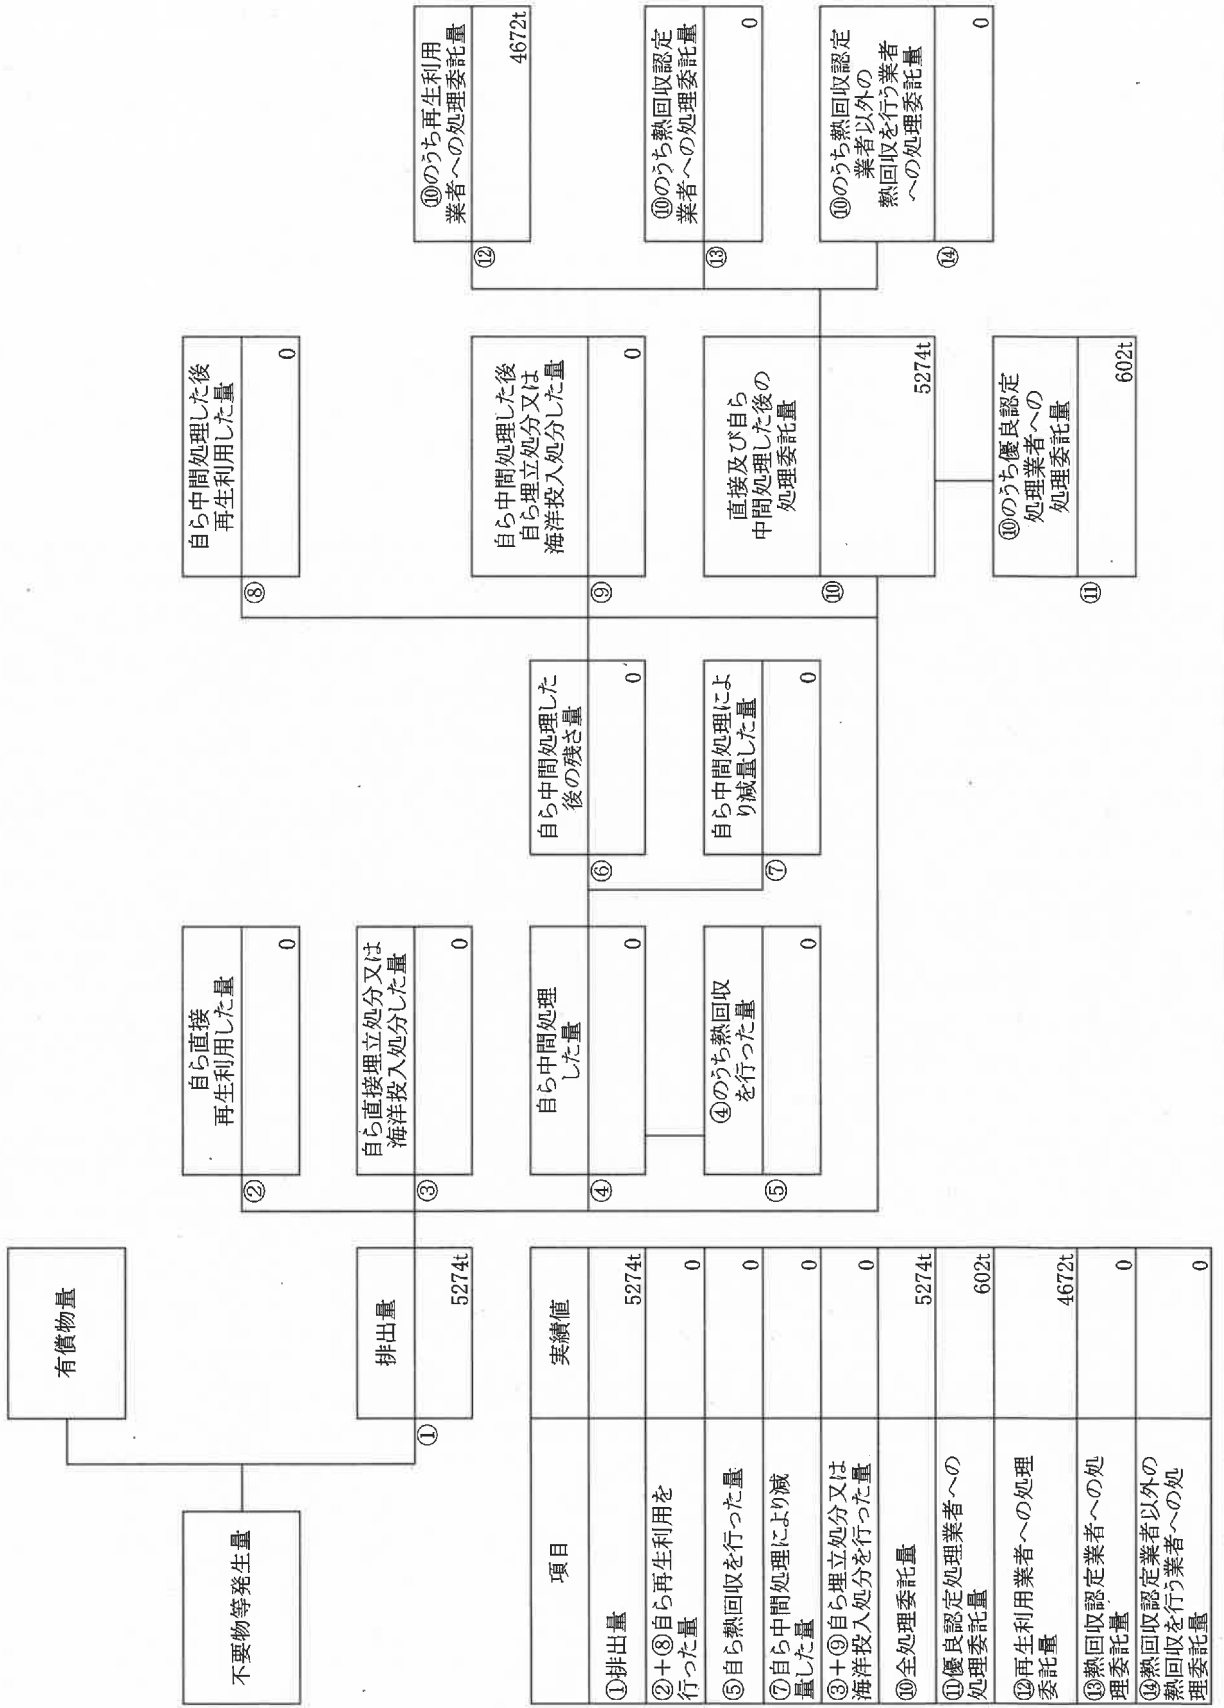 不要物等発生量
有償物量
①
排出量
5274t
②
自ら直接
再生利用した量
0
③
自ら直接埋立処分又は
海洋投入処分した量
0
④
自ら中間処理
した量
0
⑤
④のうち熱回収
を行った量
0
⑥
自ら中間処理した
後の残さ量
0
⑦
自ら中間処理によ
り減量した量
0
⑧
自ら中間処理した後
再生利用した量
0
⑨
自ら中間処理した後
自ら埋立処分又は
海洋投入処分した量
0
⑩
直接及び自ら
中間処理した後の
処理委託量
5274t
⑪
⑩のうち優良認定
処理業者への
処理委託量
602t
⑫
⑩のうち再生利用
業者への処理委託量
4672t
⑬
⑩のうち熱回収認定
業者への処理委託量
0
⑭
⑩のうち熱回収認定
業者以外の
熱回収を行う業者
への処理委託量
0
項目 実績値
①排出量 5274t
②+⑧自ら再生利用を
行った量 0
⑤自ら熱回収を行った量 0
⑦自ら中間処理により減
量した量 0
③+⑨自ら埋立処分又は
海洋投入処分を行った量 0
⑩全処理委託量 5274t
⑪優良認定処理業者への
処理委託量 602t
⑫再生利用業者への処理
委託量 4672t
⑬熱回収認定業者への処
理委託量 0
⑭熱回収認定業者以外の
熱回収を行う業者への処
理委託量 0